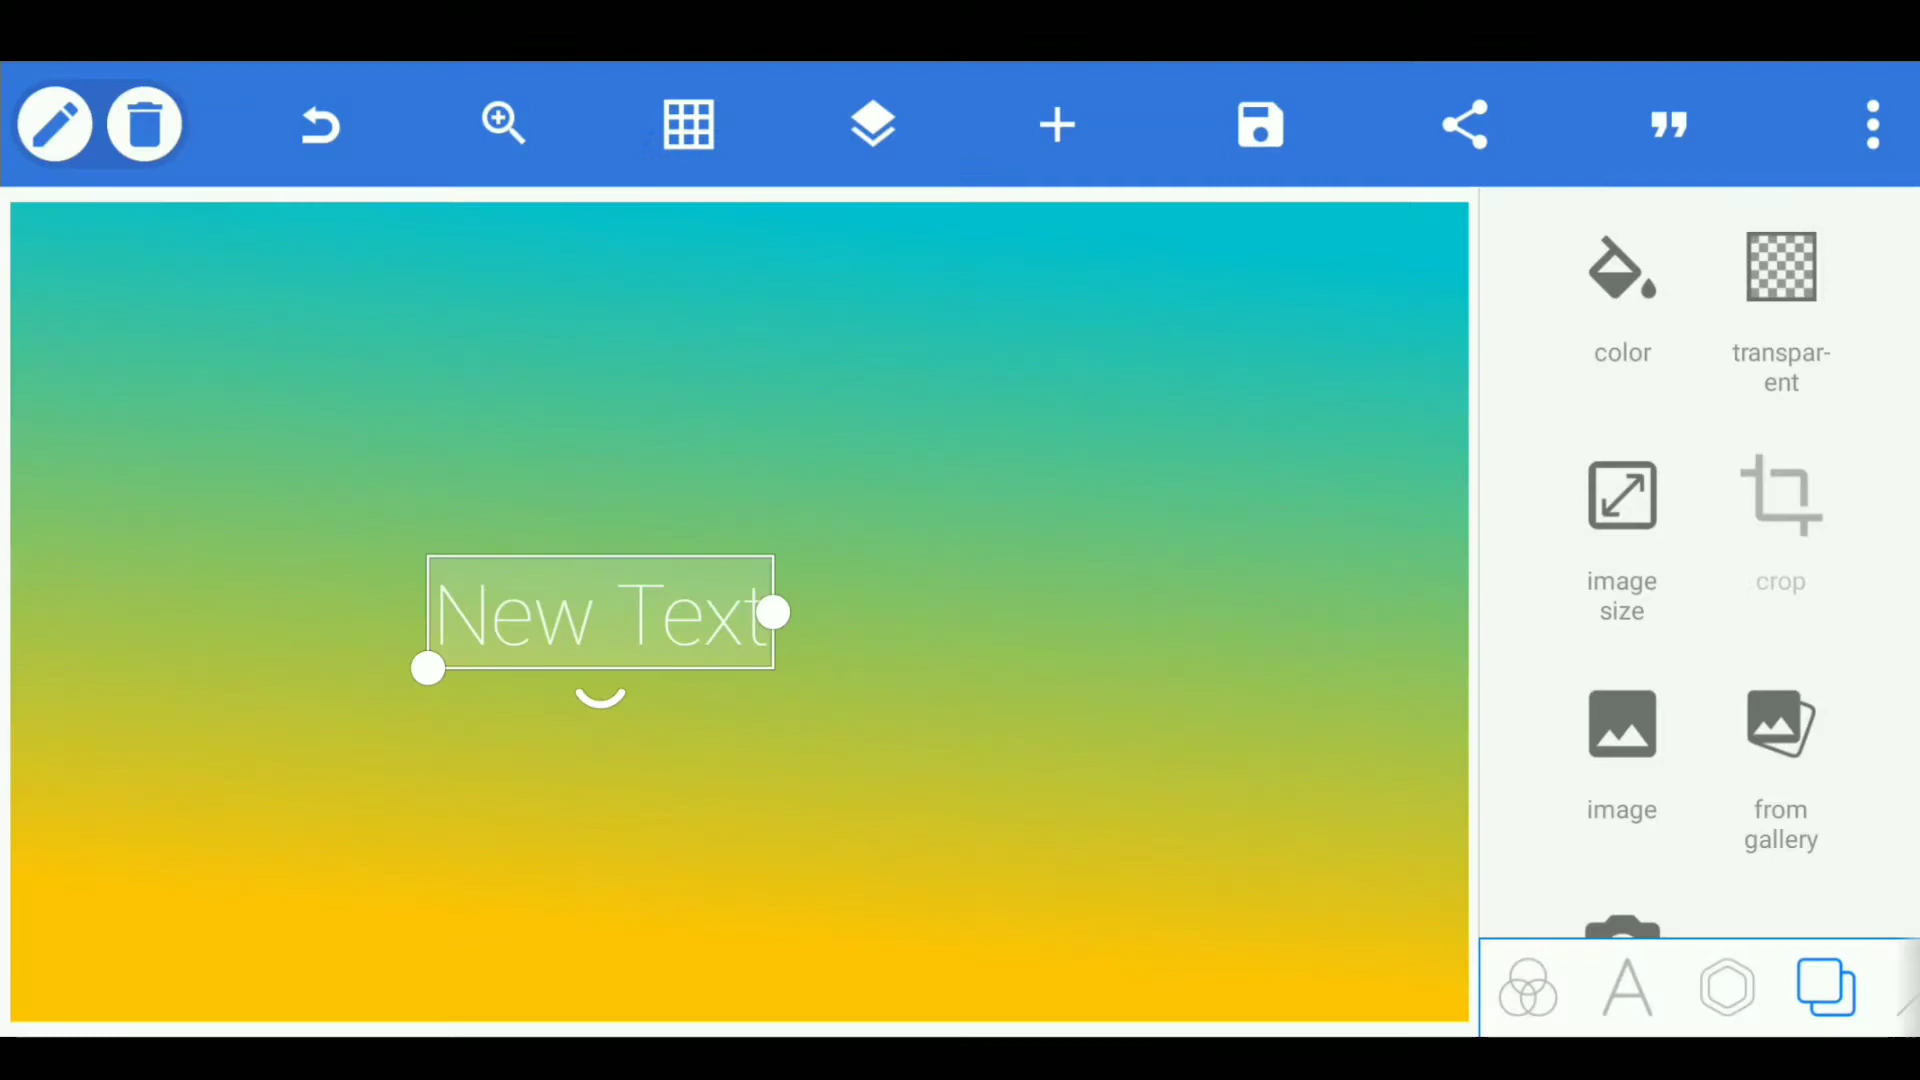 color
transpar-
ent
image
size
crop
New Text
image
from
gallery